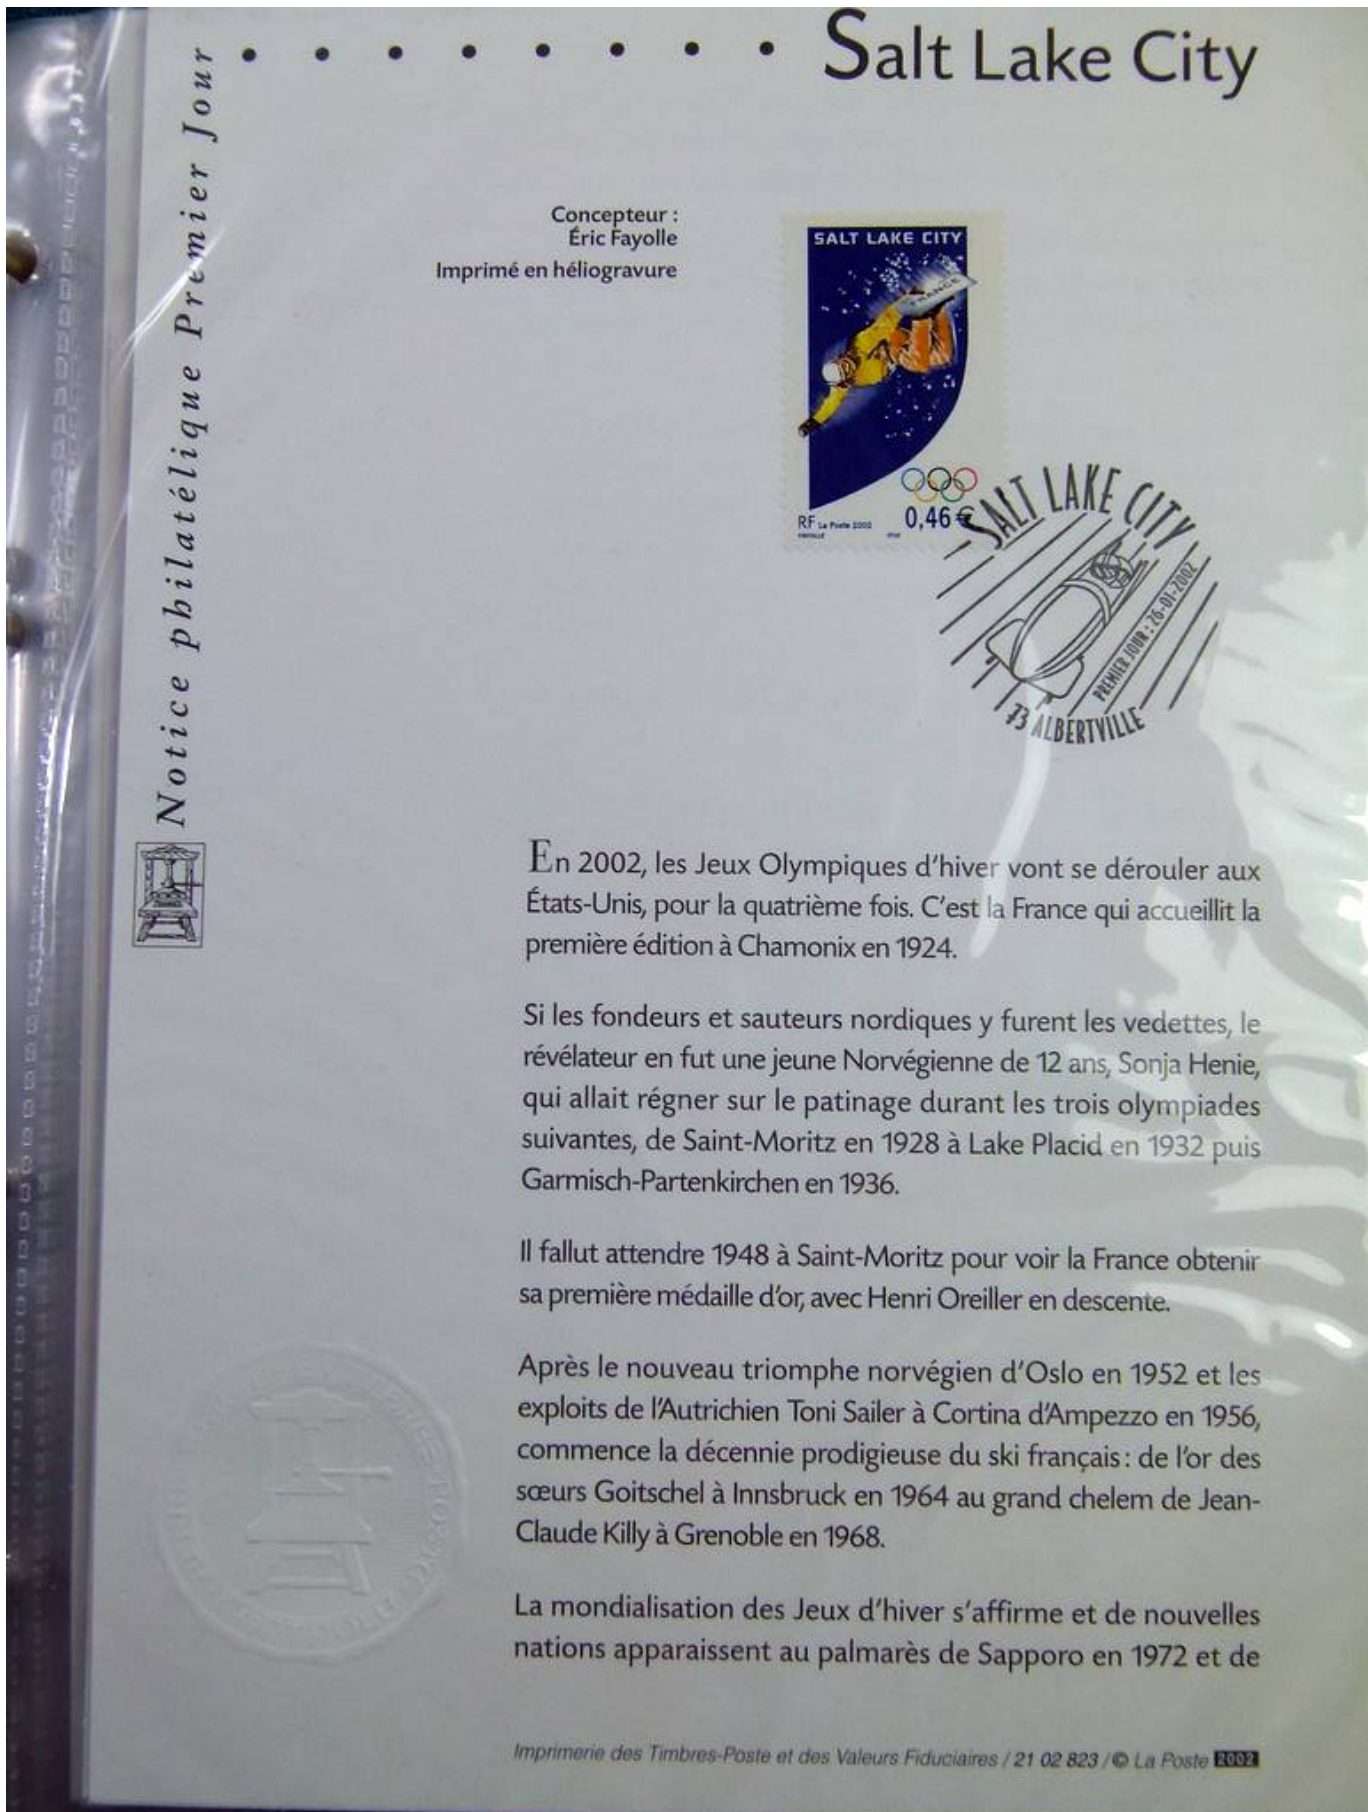 Salt Lake City
Notice philatélique Premier Jour
Concepteur :
Éric Fayolle
Imprimé en héliogravure
SALT LAKE CITY
FRANCE
RF La Poste 2002
0,46 €
SALT LAKE CITY
PREMIER JOUR : 26-01-2002
73 ALBERTVILLE
En 2002, les Jeux Olympiques d'hiver vont se dérouler aux
États-Unis, pour la quatrième fois. C'est la France qui accueillit la
première édition à Chamonix en 1924.
Si les fondeurs et sauteurs nordiques y furent les vedettes, le
révélateur en fut une jeune Norvégienne de 12 ans, Sonja Henie,
qui allait régner sur le patinage durant les trois olympiades
suivantes, de Saint-Moritz en 1928 à Lake Placid en 1932 puis
Garmisch-Partenkirchen en 1936.
Il fallut attendre 1948 à Saint-Moritz pour voir la France obtenir
sa première médaille d'or, avec Henri Oreiller en descente.
Après le nouveau triomphe norvégien d'Oslo en 1952 et les
exploits de l'Autrichien Toni Sailer à Cortina d'Ampezzo en 1956,
commence la décennie prodigieuse du ski français : de l'or des
sœurs Goitschel à Innsbruck en 1964 au grand chelem de Jean-
Claude Killy à Grenoble en 1968.
La mondialisation des Jeux d'hiver s'affirme et de nouvelles
nations apparaissent au palmarès de Sapporo en 1972 et de
Imprimerie des Timbres-Poste et des Valeurs Fiduciaires / 21 02 823 / © La Poste 2002